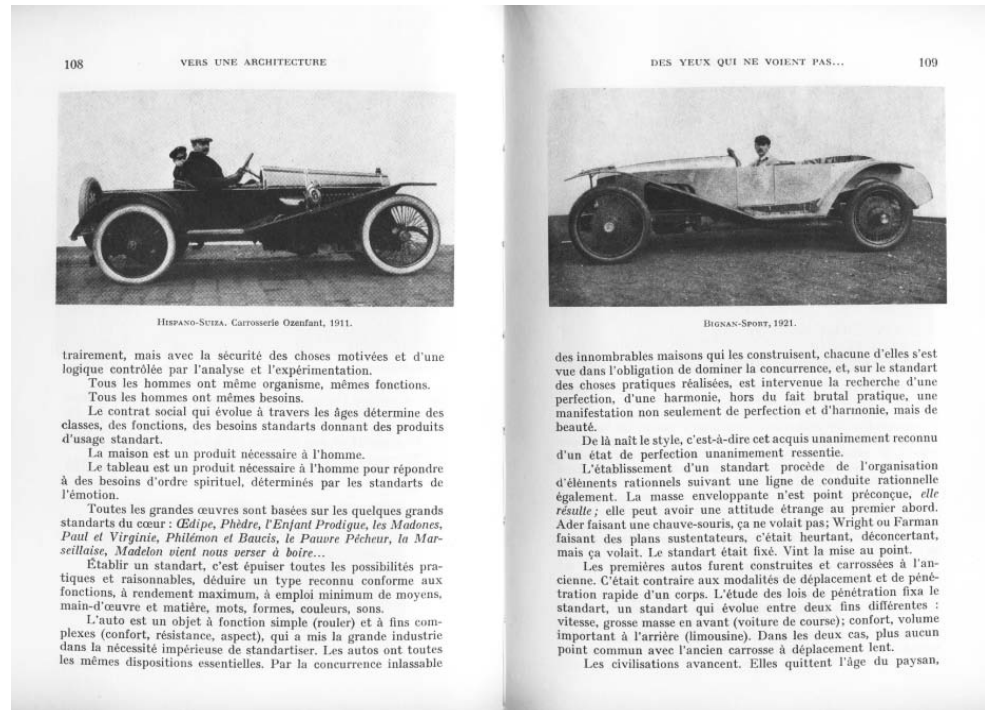 108
VERS UNE ARCHITECTURE
HISPANO-SUIZA. Carrosserie Ozenfant, 1911.
trairement, mais avec la sécurité des choses motivées et d'une
logique contrôlée par l'analyse et l'expérimentation.
Tous les hommes ont même organisme, mêmes fonctions.
Tous les hommes ont mêmes besoins.
Le contrat social qui évolue à travers les âges détermine des
classes, des fonctions, des besoins standarts donnant des produits
d'usage standart.
La maison est un produit nécessaire à l'homme.
Le tableau est un produit nécessaire à l'homme pour répondre
à des besoins d'ordre spirituel, déterminés par les standarts de
l'émotion.
Toutes les grandes œuvres sont basées sur les quelques grands
standarts du cœur : Œdipe, Phèdre, l'Enfant Prodigue, les Madones,
Paul et Virginie, Philémon et Baucis, le Pauvre Pécheur, la Mar-
seillaise, Madelon vient nous verser à boire...
Établir un standart, c'est épuiser toutes les possibilités pra-
tiques et raisonnables, déduire un type reconnu conforme aux
fonctions, à rendement maximum, à emploi minimum de moyens,
main-d'œuvre et matière, mots, formes, couleurs, sons.
L'auto est un objet à fonction simple (rouler) et à fins com-
plexes (confort, résistance, aspect), qui a mis la grande industrie
dans la nécessité impérieuse de standartiser. Les autos ont toutes
les mêmes dispositions essentielles. Par la concurrence inlassable
DES YEUX QUI NE VOIENT PAS...
109
BIGNAN-SPORT, 1921.
des innombrables maisons qui les construisent, chacune d'elles s'est
vue dans l'obligation de dominer la concurrence, et, sur le standart
des choses pratiques réalisées, est intervenue la recherche d'une
perfection, d'une harmonie, hors du fait brutal pratique, une
manifestation non seulement de perfection et d'harmonie, mais de
beauté.
De là naît le style, c'est-à-dire cet acquis unanimement reconnu
d'un état de perfection unanimement ressentie.
L'établissement d'un standart procède de l'organisation
d'éléments rationnels suivant une ligne de conduite rationnelle
également. La masse enveloppante n'est point préconçue, elle
résulte; elle peut avoir une attitude étrange au premier abord.
Ader faisant une chauve-souris, ça ne volait pas; Wright ou Farman
faisant des plans sustentateurs, c'était heurtant, déconcertant,
mais ça volait. Le standart était fixé. Vint la mise au point.
Les premières autos furent construites et carrossées à l'an-
cienne. C'était contraire aux modalités de déplacement et de péné-
tration rapide d'un corps. L'étude des lois de pénétration fixa le
standart, un standart qui évolue entre deux fins différentes :
vitesse, grosse masse en avant (voiture de course); confort, volume
important à l'arrière (limousine). Dans les deux cas, plus aucun
point commun avec l'ancien carrosse à déplacement lent.
Les civilisations avancent. Elles quittent l'âge du paysan,